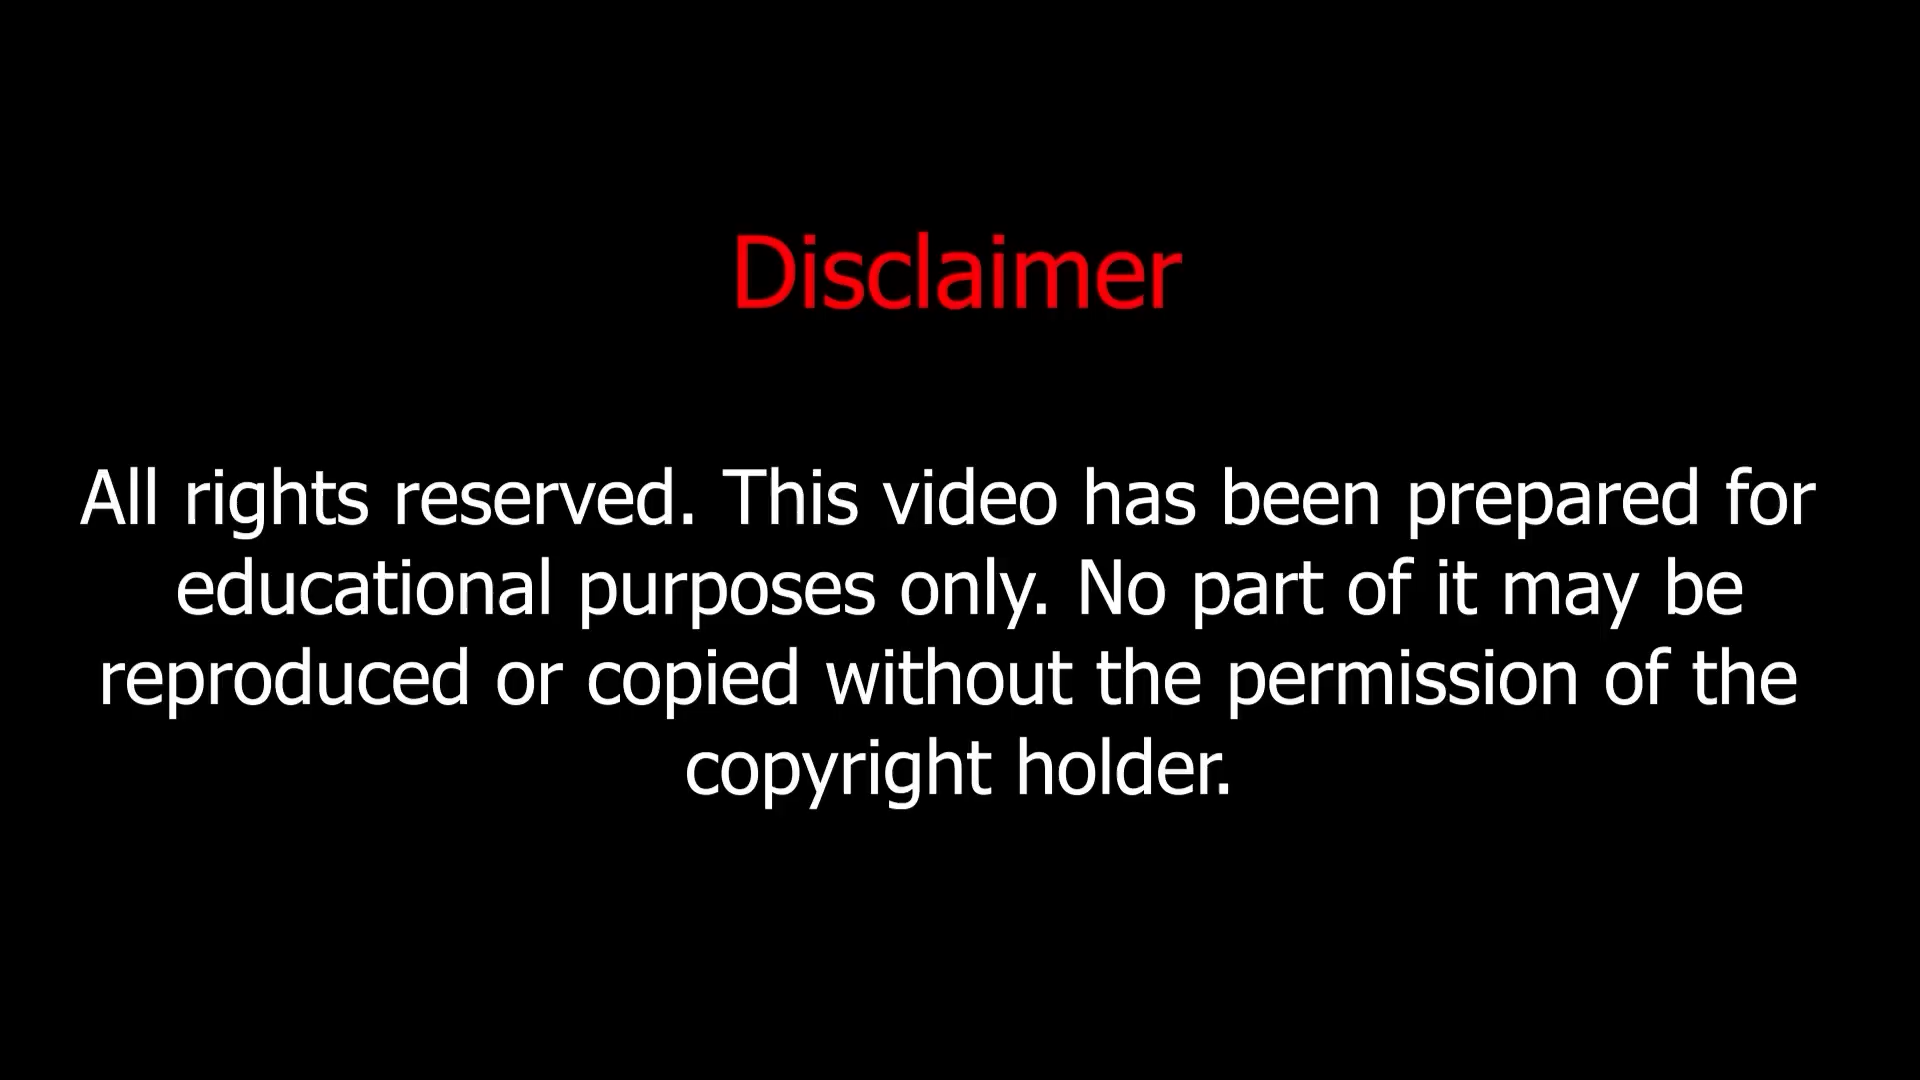 Disclaimer
All rights reserved. This video has been prepared for
educational purposes only. No part of it may be
reproduced or copied without the permission of the
copyright holder.